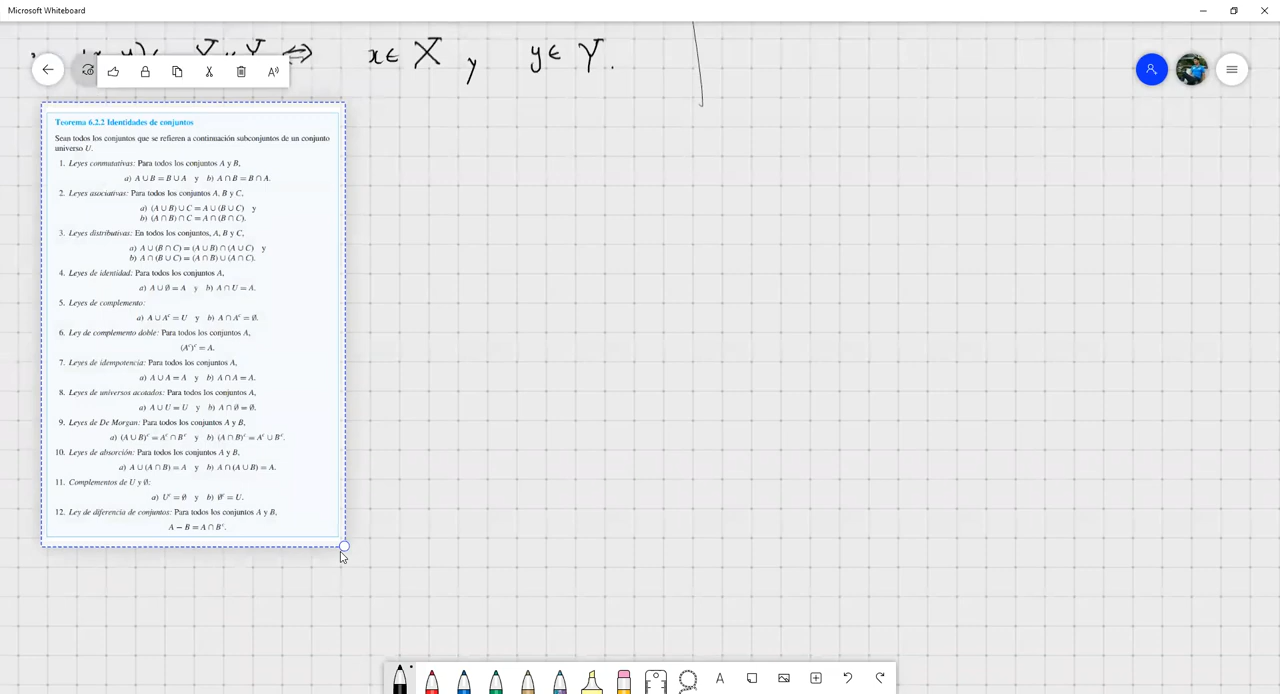 Microsoft Whiteboard
⇔ x ∈ X y y ∈ Y.
Teorema 6.2.2 Identidades de conjuntos
Sean todos los conjuntos que se refieren a continuación subconjuntos de un conjunto
universo U.
1. Leyes conmutativas: Para todos los conjuntos A y B,
a) A ∪ B = B ∪ A y b) A ∩ B = B ∩ A.
2. Leyes asociativas: Para todos los conjuntos A, B y C,
a) (A ∪ B) ∪ C = A ∪ (B ∪ C) y
b) (A ∩ B) ∩ C = A ∩ (B ∩ C).
3. Leyes distributivas: En todos los conjuntos, A, B y C,
a) A ∪ (B ∩ C) = (A ∪ B) ∩ (A ∪ C) y
b) A ∩ (B ∪ C) = (A ∩ B) ∪ (A ∩ C).
4. Leyes de identidad: Para todos los conjuntos A,
a) A ∪ ∅ = A y b) A ∩ U = A.
5. Leyes de complemento:
a) A ∪ Aᶜ = U y b) A ∩ Aᶜ = ∅.
6. Ley de complemento doble: Para todos los conjuntos A,
(Aᶜ)ᶜ = A.
7. Leyes de idempotencia: Para todos los conjuntos A,
a) A ∪ A = A y b) A ∩ A = A.
8. Leyes de universos acotados: Para todos los conjuntos A,
a) A ∪ U = U y b) A ∩ ∅ = ∅.
9. Leyes de De Morgan: Para todos los conjuntos A y B,
a) (A ∪ B)ᶜ = Aᶜ ∩ Bᶜ y b) (A ∩ B)ᶜ = Aᶜ ∪ Bᶜ.
10. Leyes de absorción: Para todos los conjuntos A y B,
a) A ∪ (A ∩ B) = A y b) A ∩ (A ∪ B) = A.
11. Complementos de U y ∅:
a) Uᶜ = ∅ y b) ∅ᶜ = U.
12. Ley de diferencia de conjuntos: Para todos los conjuntos A y B,
A − B = A ∩ Bᶜ.